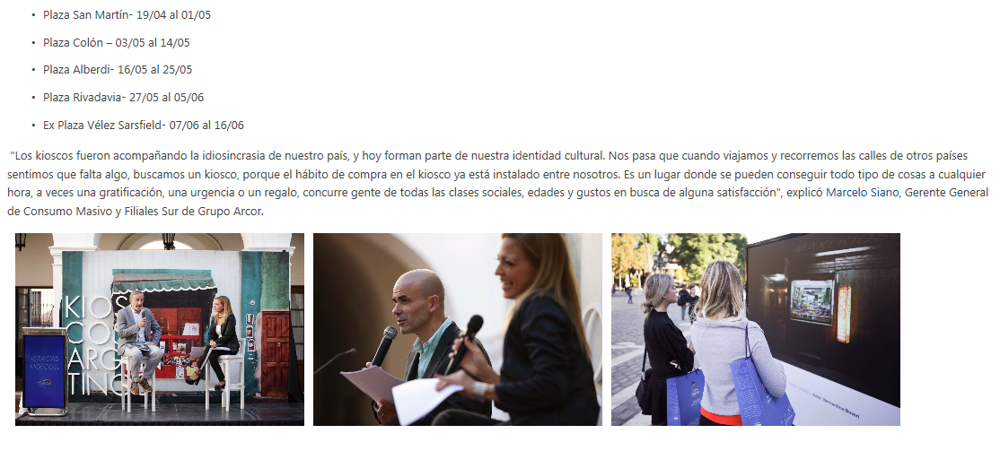 • Plaza San Martín- 19/04 al 01/05
• Plaza Colón – 03/05 al 14/05
• Plaza Alberdi- 16/05 al 25/05
• Plaza Rivadavia- 27/05 al 05/06
• Ex Plaza Vélez Sarsfield- 07/06 al 16/06
"Los kioscos fueron acompañando la idiosincrasia de nuestro país, y hoy forman parte de nuestra identidad cultural. Nos pasa que cuando viajamos y recorremos las calles de otros países
sentimos que falta algo, buscamos un kiosco, porque el hábito de compra en el kiosco ya está instalado entre nosotros. Es un lugar donde se pueden conseguir todo tipo de cosas a cualquier
hora, a veces una gratificación, una urgencia o un regalo, concurre gente de todas las clases sociales, edades y gustos en busca de alguna satisfacción", explicó Marcelo Siano, Gerente General
de Consumo Masivo y Filiales Sur de Grupo Arcor.
KIOS
COS
ARG
TINO